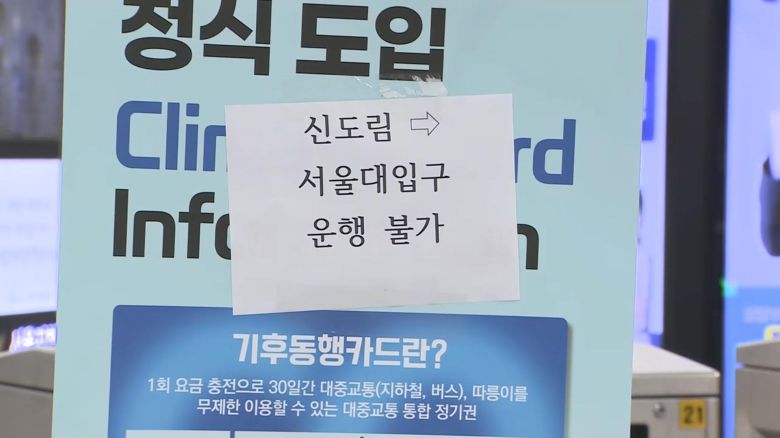 정식 도입
신도림 ⇨
서울대입구
운행 불가
기후동행카드란?
1회 요금 충전으로 30일간 대중교통(지하철, 버스), 따릉이를
무제한 이용할 수 있는 대중교통 통합 정기권
21